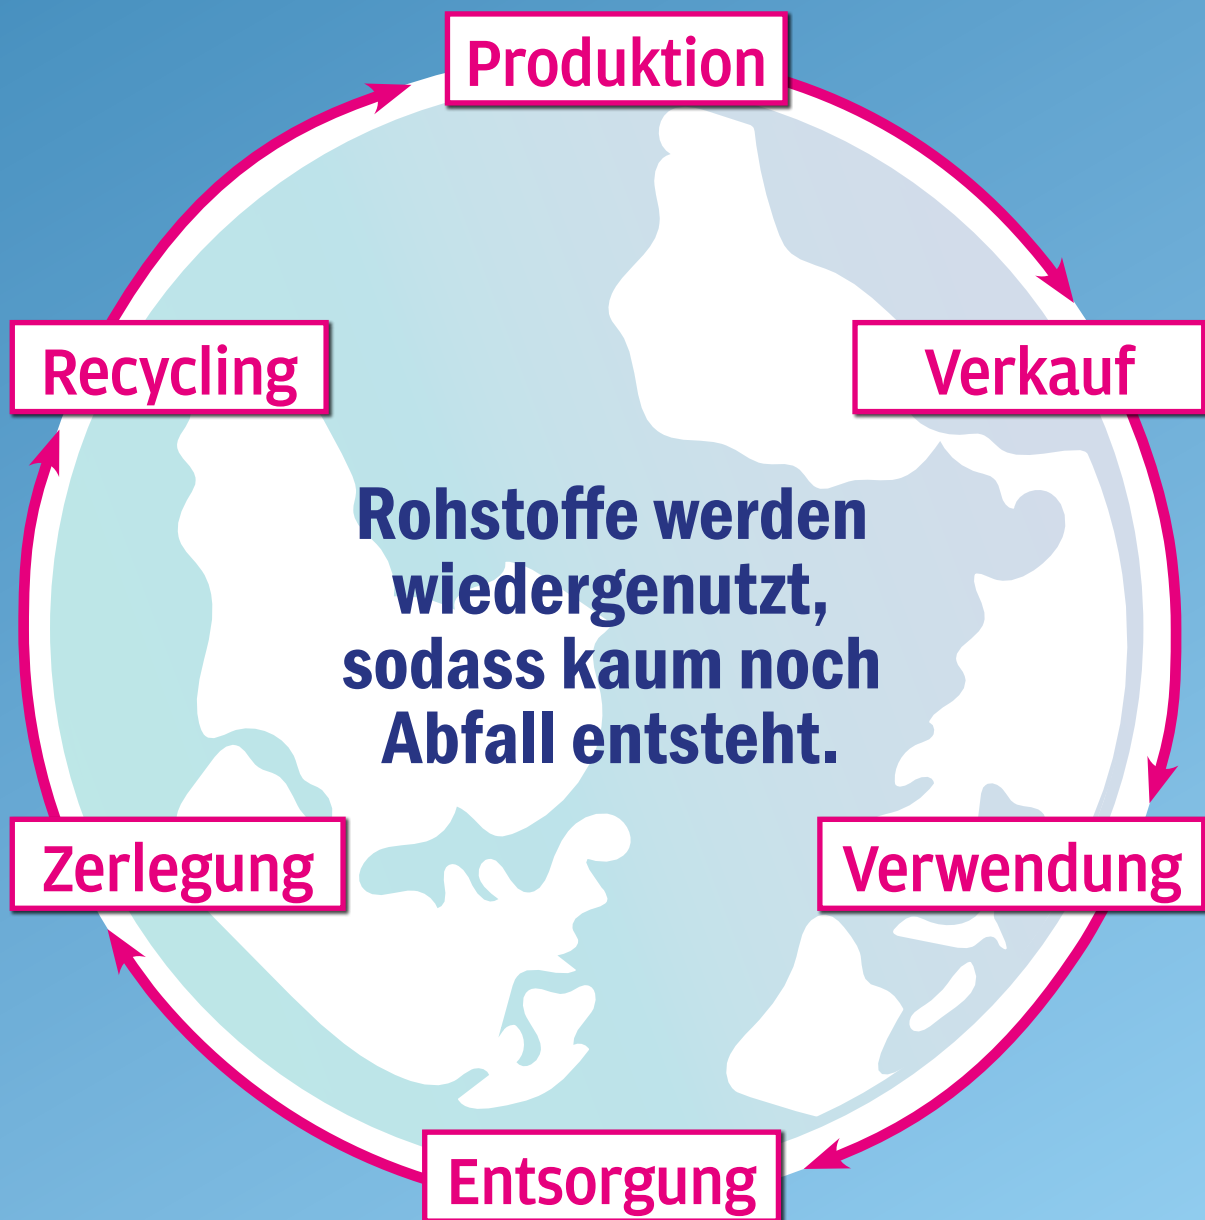 Produktion
Verkauf
Verwendung
Entsorgung
Zerlegung
Recycling
Rohstoffe werden
wiedergenutzt,
sodass kaum noch
Abfall entsteht.